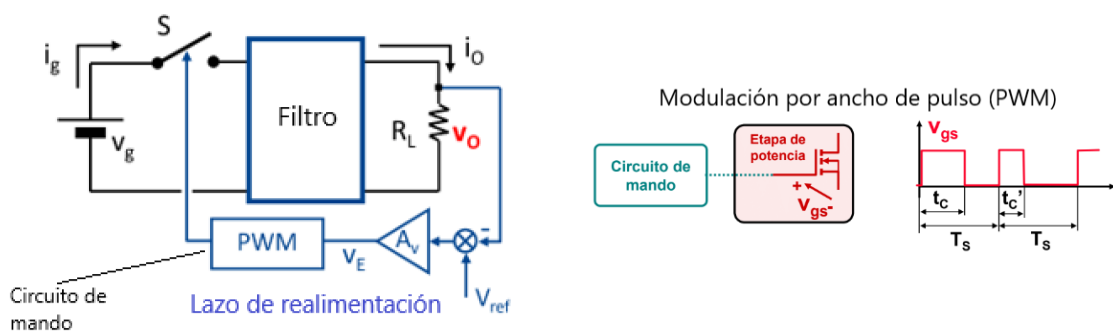 S
i_g
i_O
Filtro
R_L
v_O
v_g
PWM
v_E
A_v
-
V_ref
Circuito de
mando
Lazo de realimentación
Modulación por ancho de pulso (PWM)
Circuito de
mando
Etapa de
potencia
+
v_gs-
v_gs
t_C
t_C'
T_S
T_S